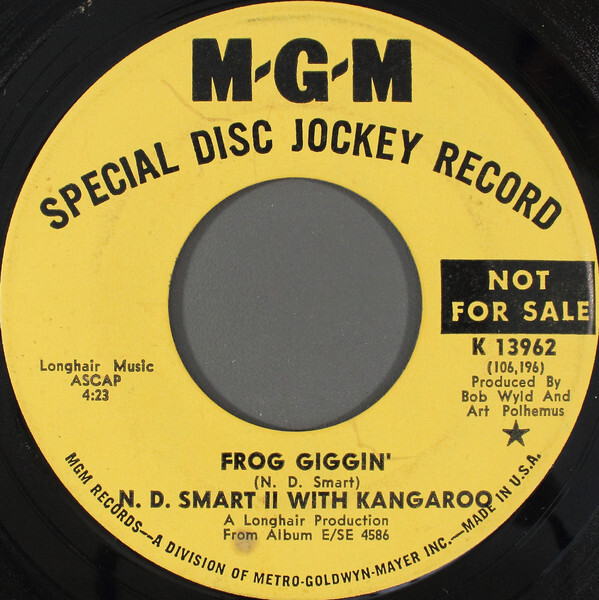 M-G-M
SPECIAL DISC JOCKEY RECORD
NOT
FOR SALE
K 13962
(106,196)
Produced By
Bob Wyld And
Art Polhemus
Longhair Music
ASCAP
4:23
FROG GIGGIN'
(N. D. Smart)
N. D. SMART II WITH KANGAROO
A Longhair Production
From Album E/SE 4586
MGM RECORDS—A DIVISION OF METRO-GOLDWYN-MAYER INC.—MADE IN U.S.A.